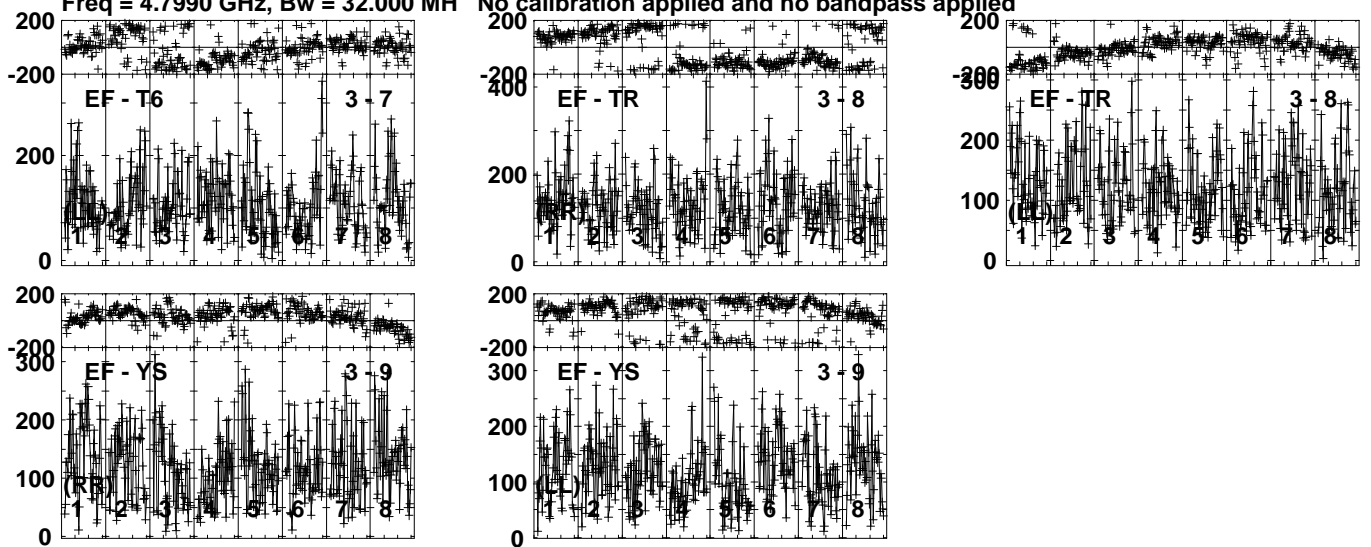 Freq = 4.7990 GHz, Bw = 32.000 MH No calibration applied and no bandpass applied
200
-200
EF - T6 3 - 7
200
(LL)
1 2 3 4 5 6 7 8
0
200
-200
400
EF - TR 3 - 8
200
(RR)
1 2 3 4 5 6 7 8
0
200
-200
300
EF - TR 3 - 8
200
100
(LL)
1 2 3 4 5 6 7 8
0
200
-200
300
EF - YS 3 - 9
200
100
(RR)
1 2 3 4 5 6 7 8
0
200
-200
300
EF - YS 3 - 9
200
100
(LL)
1 2 3 4 5 6 7 8
0